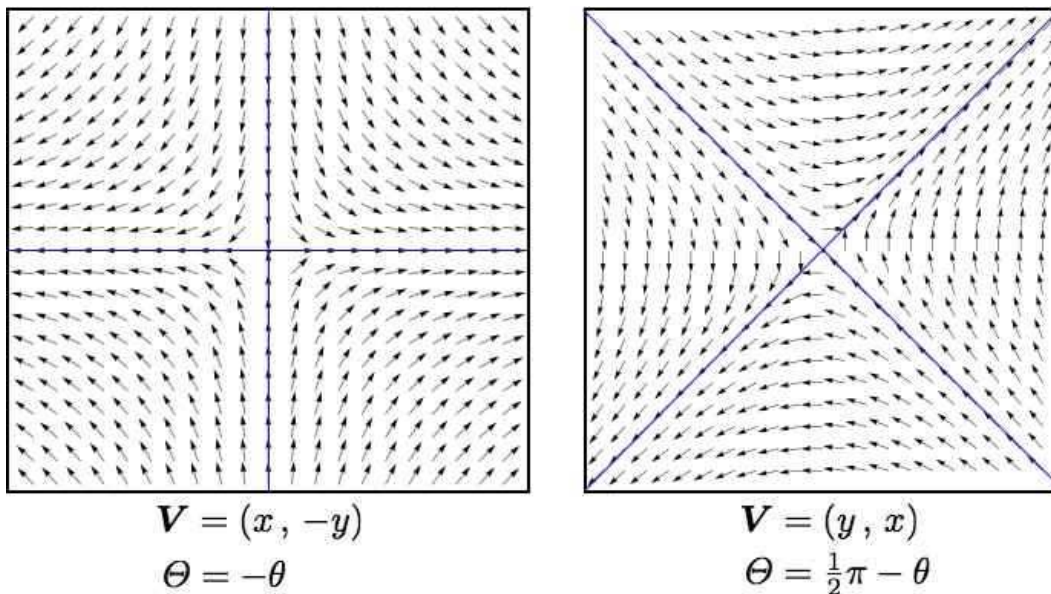 V = (x , −y)
Θ = −θ
V = (y , x)
Θ = ½π − θ